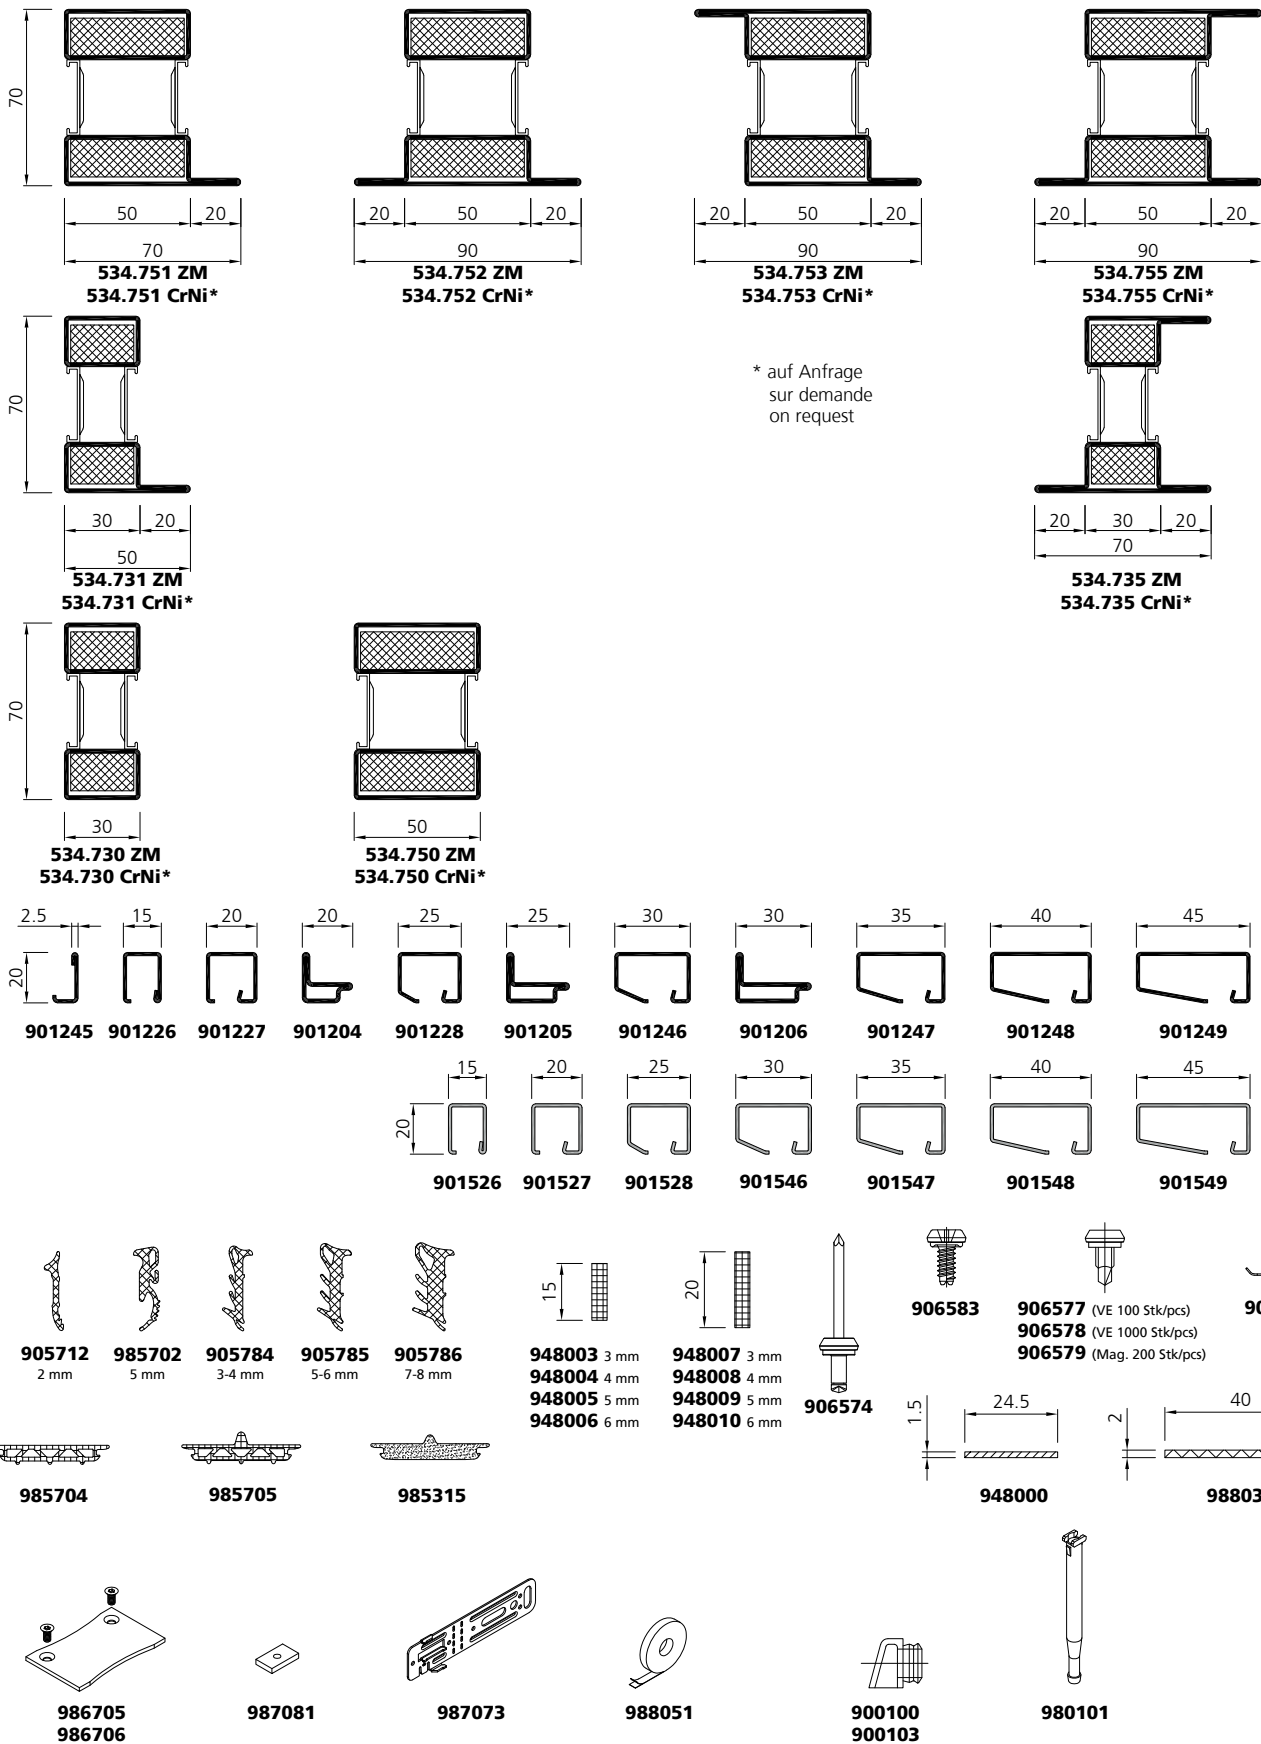 70
50 20 20 50 20 20 50 20 20 50 20
70 90 90 90
534.751 ZM 534.752 ZM 534.753 ZM 534.755 ZM
534.751 CrNi* 534.752 CrNi* 534.753 CrNi* 534.755 CrNi*
* auf Anfrage
sur demande
on request
70
30 20 20 30 20
50 70
534.731 ZM 534.735 ZM
534.731 CrNi* 534.735 CrNi*
70
30 50
534.730 ZM 534.750 ZM
534.730 CrNi* 534.750 CrNi*
2.5 15 20 20 25 25 30 30 35 40 45
20
901245 901226 901227 901204 901228 901205 901246 901206 901247 901248 901249
15 20 25 30 35 40 45
20
901526 901527 901528 901546 901547 901548 901549
15 20
905712 985702 905784 905785 905786
2 mm 5 mm 3-4 mm 5-6 mm 7-8 mm
948003 3 mm 948007 3 mm
948004 4 mm 948008 4 mm
948005 5 mm 948009 5 mm
948006 6 mm 948010 6 mm
906574
906583
906577 (VE 100 Stk/pcs)
906578 (VE 1000 Stk/pcs)
906579 (Mag. 200 Stk/pcs)
1.5 24.5 2 40
985704 985705 985315 948000
986705 987081 987073 988051 900100 980101
986706 900103